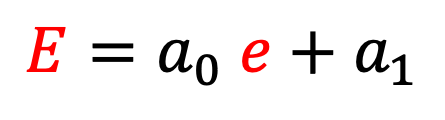 E = a₀ e + a₁